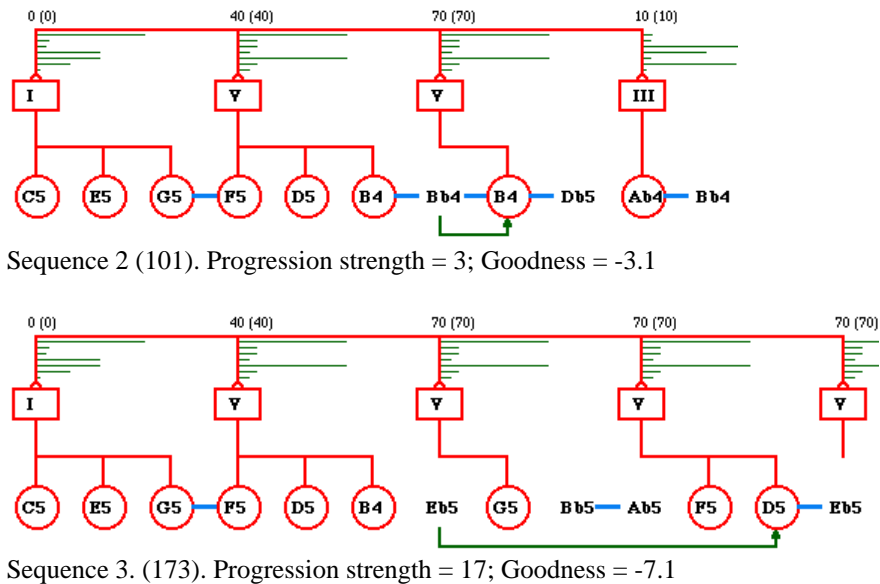 0 (0) 40 (40) 70 (70) 10 (10)
I V V III
C5 E5 G5 F5 D5 B4 Bb4 B4 Db5 Ab4 Bb4
Sequence 2 (101). Progression strength = 3; Goodness = -3.1
0 (0) 40 (40) 70 (70) 70 (70) 70 (70)
I V V V V
C5 E5 G5 F5 D5 B4 Eb5 G5 Bb5 Ab5 F5 D5 Eb5
Sequence 3. (173). Progression strength = 17; Goodness = -7.1